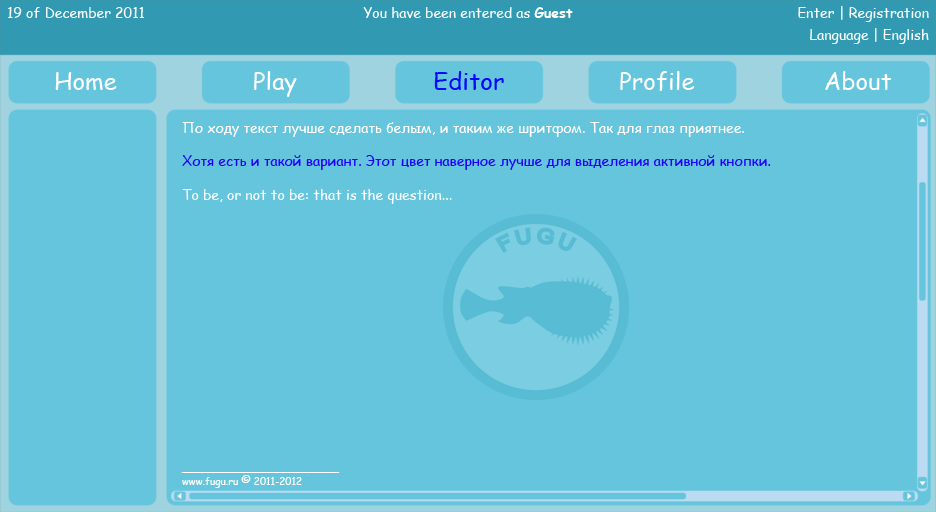 19 of December 2011
You have been entered as Guest
Enter | Registration
Language | English
Home
Play
Editor
Profile
About
По ходу текст лучше сделать белым, и таким же шритфом. Так для глаз приятнее.
Хотя есть и такой вариант. Этот цвет наверное лучше для выделения активной кнопки.
To be, or not to be: that is the question...
FUGU
www.fugu.ru © 2011-2012